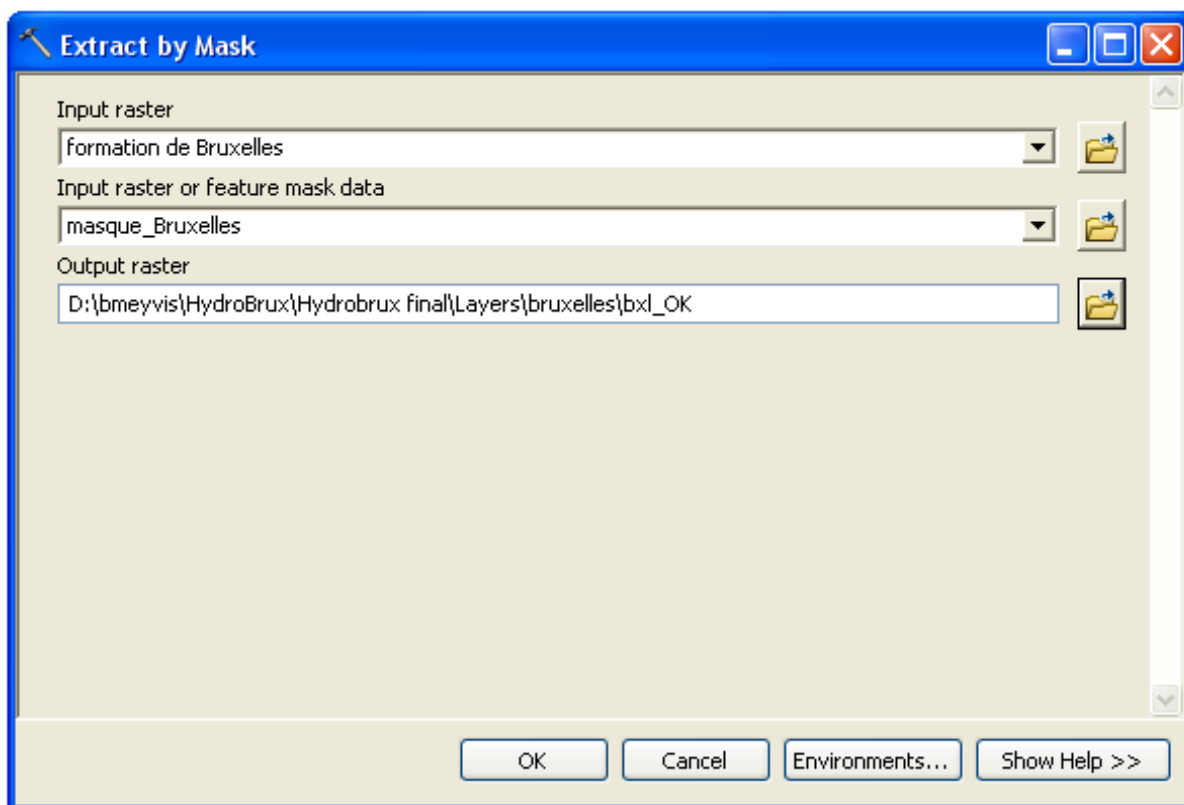 Extract by Mask
Input raster
formation de Bruxelles
Input raster or feature mask data
masque_Bruxelles
Output raster
D:\bmeyvis\HydroBrux\Hydrobrux final\Layers\bruxelles\bxl_OK
OK Cancel Environments... Show Help >>